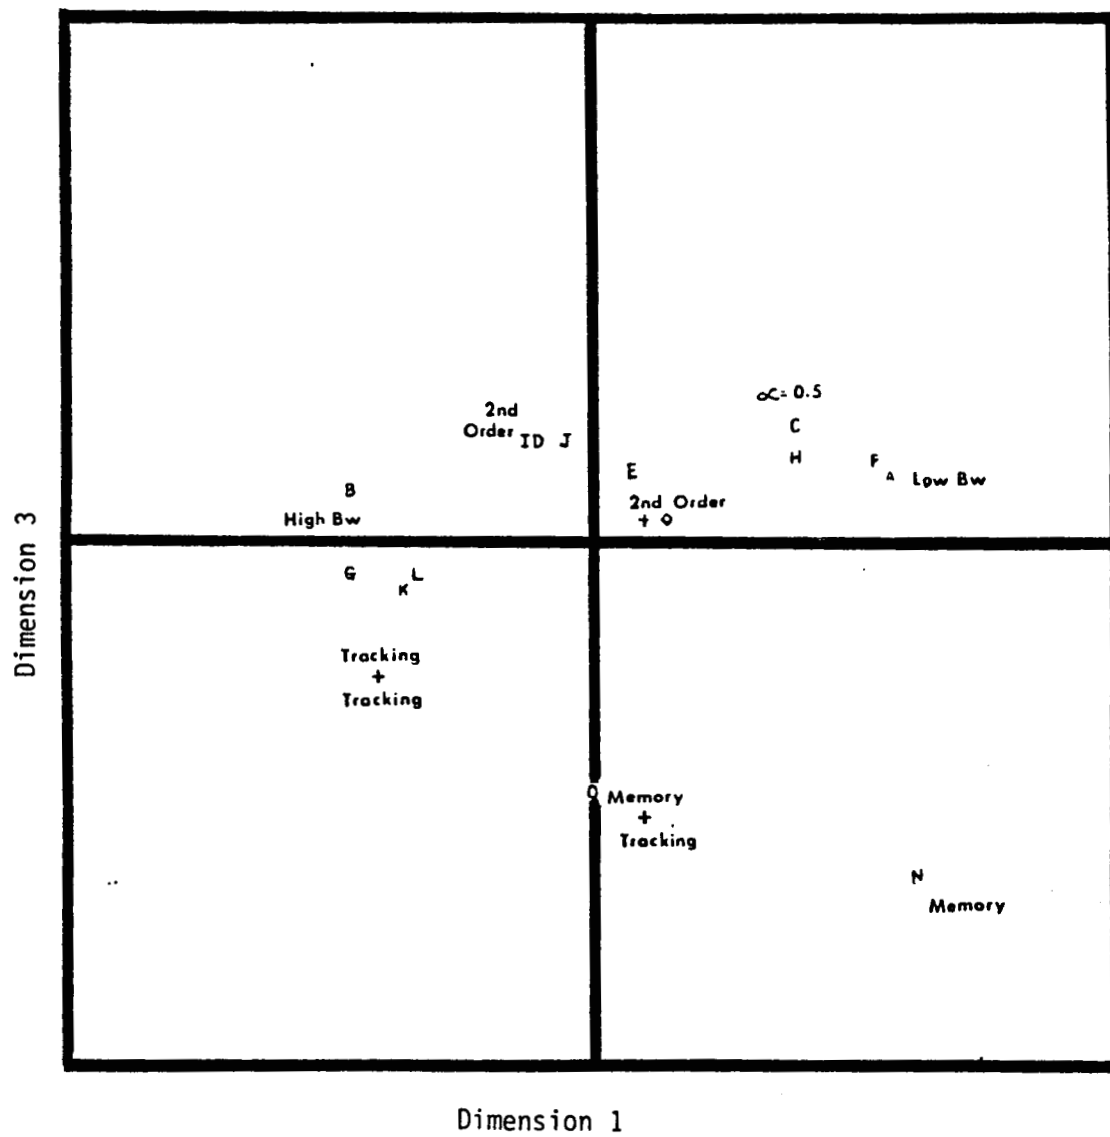 α= 0.5
C
2nd
Order ID J
H
F
E
A Low Bw
B
2nd Order
+ ◇
High Bw
Dimension 3
G
L
K
Tracking
+
Tracking
O Memory
+
Tracking
N
Memory
Dimension 1